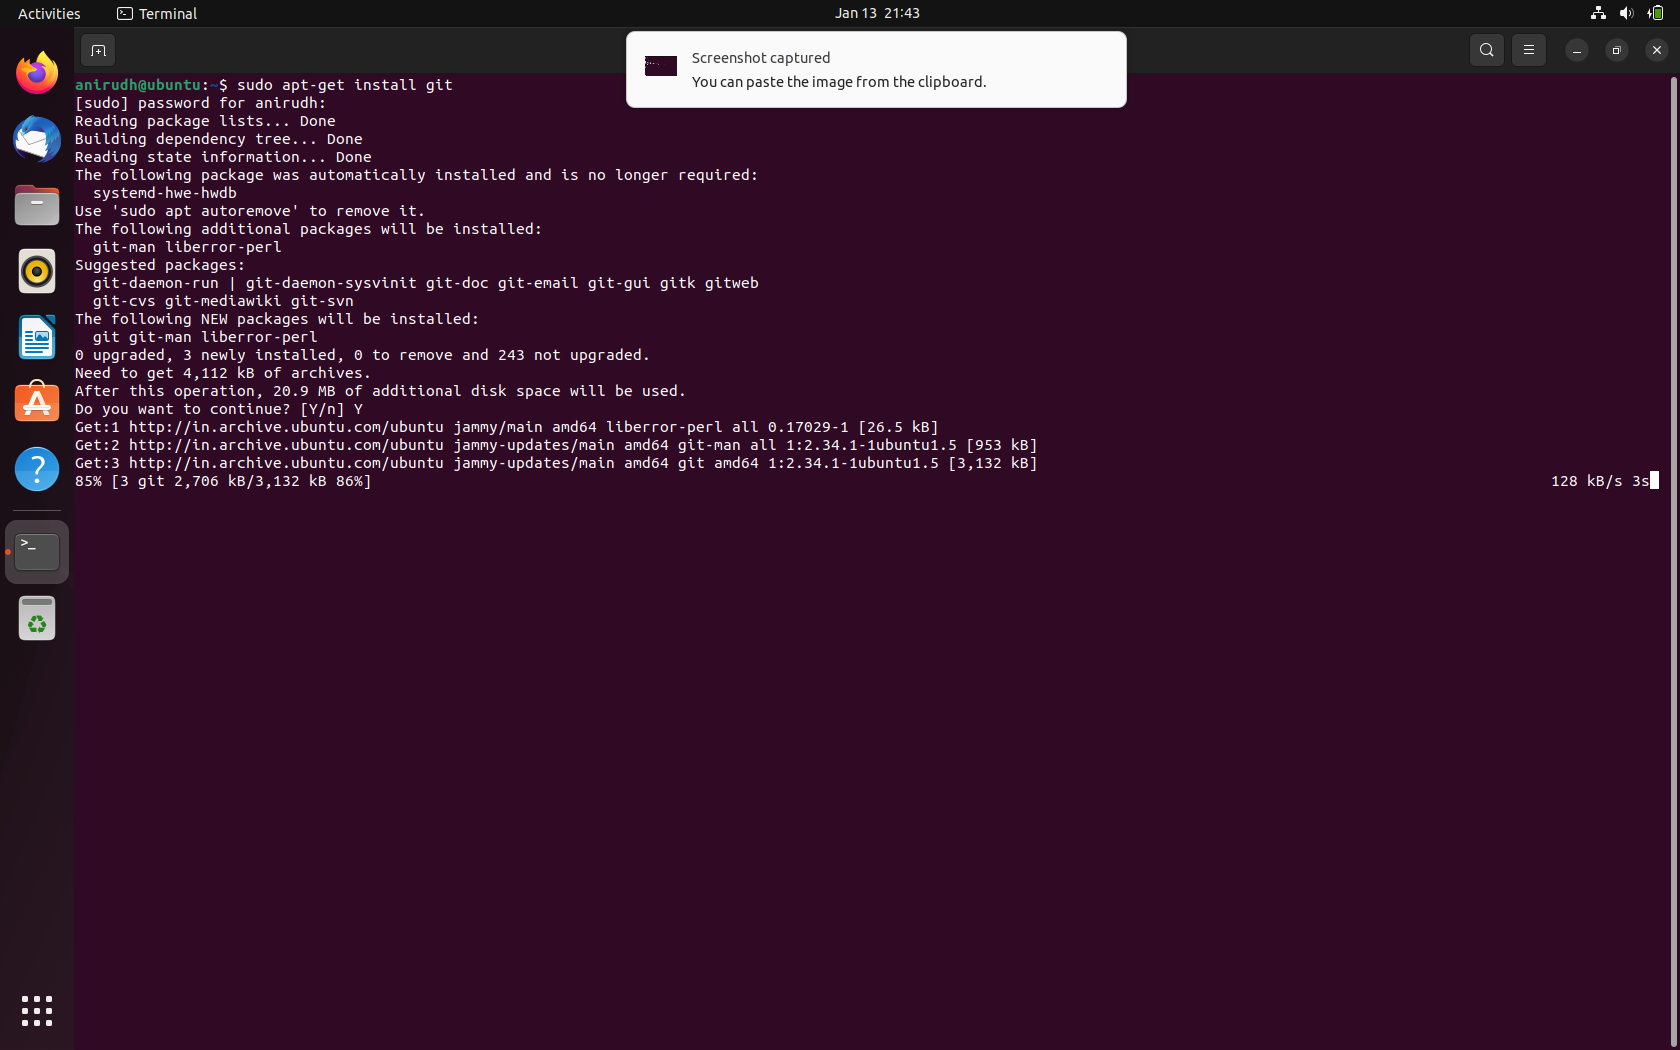 Activities Terminal Jan 13 21:43
Screenshot captured
You can paste the image from the clipboard.
anirudh@ubuntu:~$ sudo apt-get install git
[sudo] password for anirudh:
Reading package lists... Done
Building dependency tree... Done
Reading state information... Done
The following package was automatically installed and is no longer required:
  systemd-hwe-hwdb
Use 'sudo apt autoremove' to remove it.
The following additional packages will be installed:
  git-man liberror-perl
Suggested packages:
  git-daemon-run | git-daemon-sysvinit git-doc git-email git-gui gitk gitweb
  git-cvs git-mediawiki git-svn
The following NEW packages will be installed:
  git git-man liberror-perl
0 upgraded, 3 newly installed, 0 to remove and 243 not upgraded.
Need to get 4,112 kB of archives.
After this operation, 20.9 MB of additional disk space will be used.
Do you want to continue? [Y/n] Y
Get:1 http://in.archive.ubuntu.com/ubuntu jammy/main amd64 liberror-perl all 0.17029-1 [26.5 kB]
Get:2 http://in.archive.ubuntu.com/ubuntu jammy-updates/main amd64 git-man all 1:2.34.1-1ubuntu1.5 [953 kB]
Get:3 http://in.archive.ubuntu.com/ubuntu jammy-updates/main amd64 git amd64 1:2.34.1-1ubuntu1.5 [3,132 kB]
85% [3 git 2,706 kB/3,132 kB 86%] 128 kB/s 3s